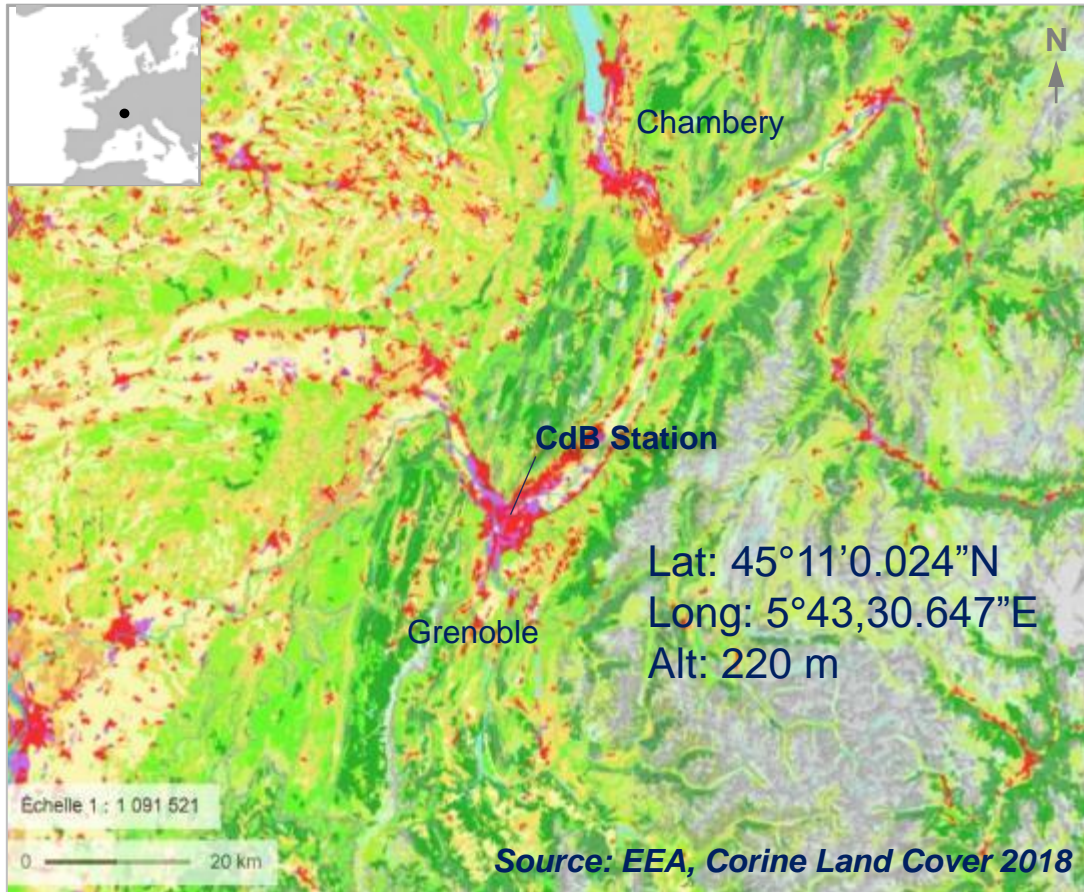 N
Chambery
CdB Station
Lat: 45°11’0.024”N
Long: 5°43,30.647”E
Alt: 220 m
Grenoble
Échelle 1 : 1 091 521
0 20 km
Source: EEA, Corine Land Cover 2018